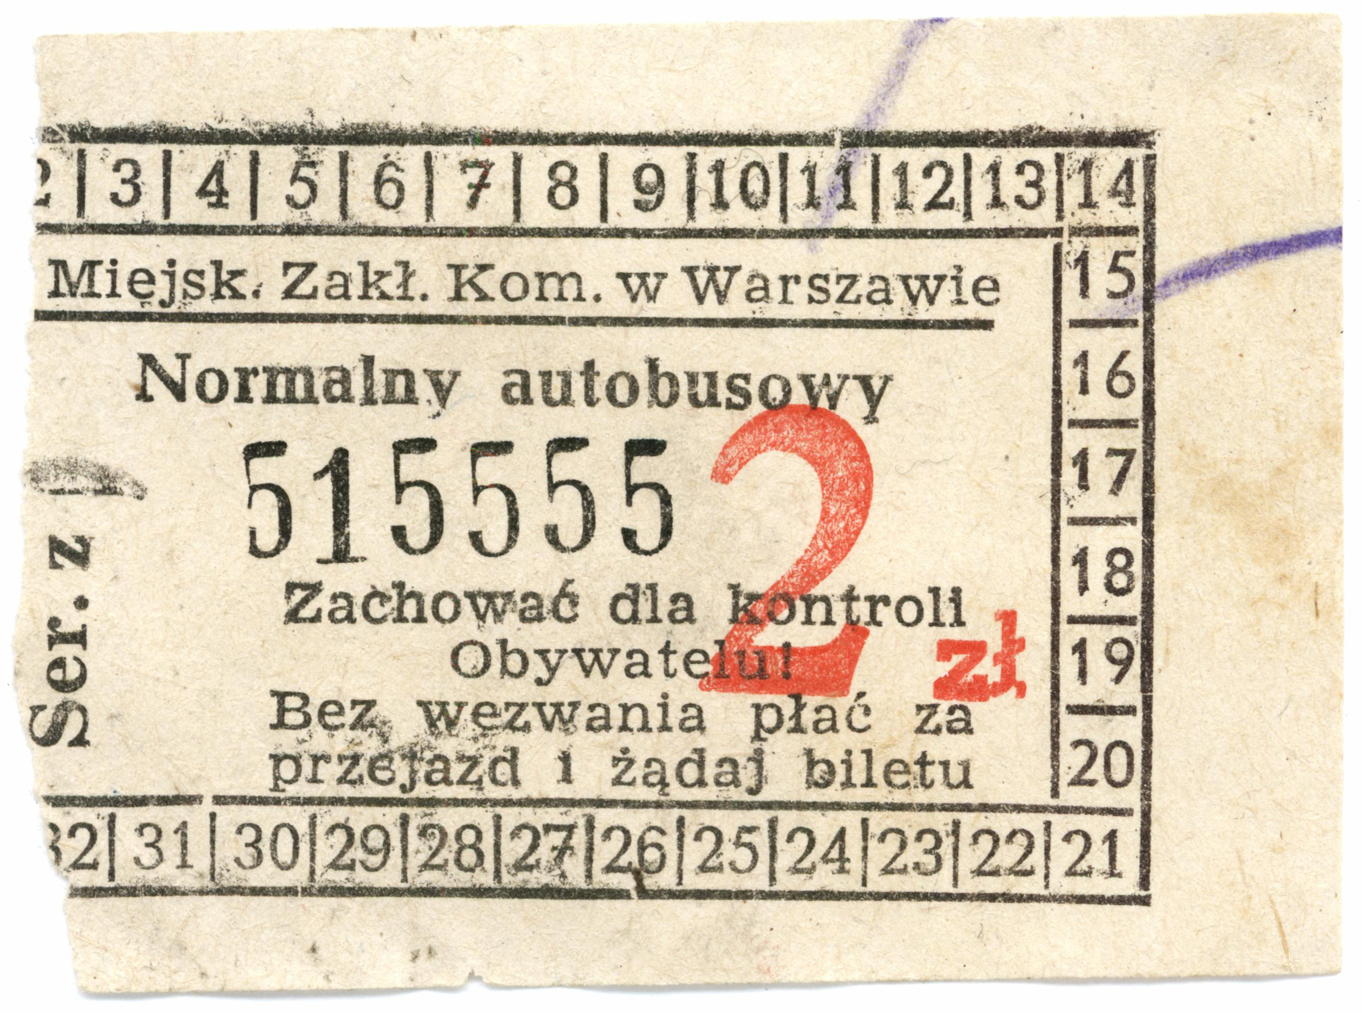 2 3 4 5 6 7 8 9 10 11 12 13 14
Miejsk. Zakł. Kom. w Warszawie
Normalny autobusowy
515555
2 zł
Zachować dla kontroli
Obywatelu!
Bez wezwania płać za
przejazd i żądaj biletu
Ser. z
15
16
17
18
19
20
32 31 30 29 28 27 26 25 24 23 22 21